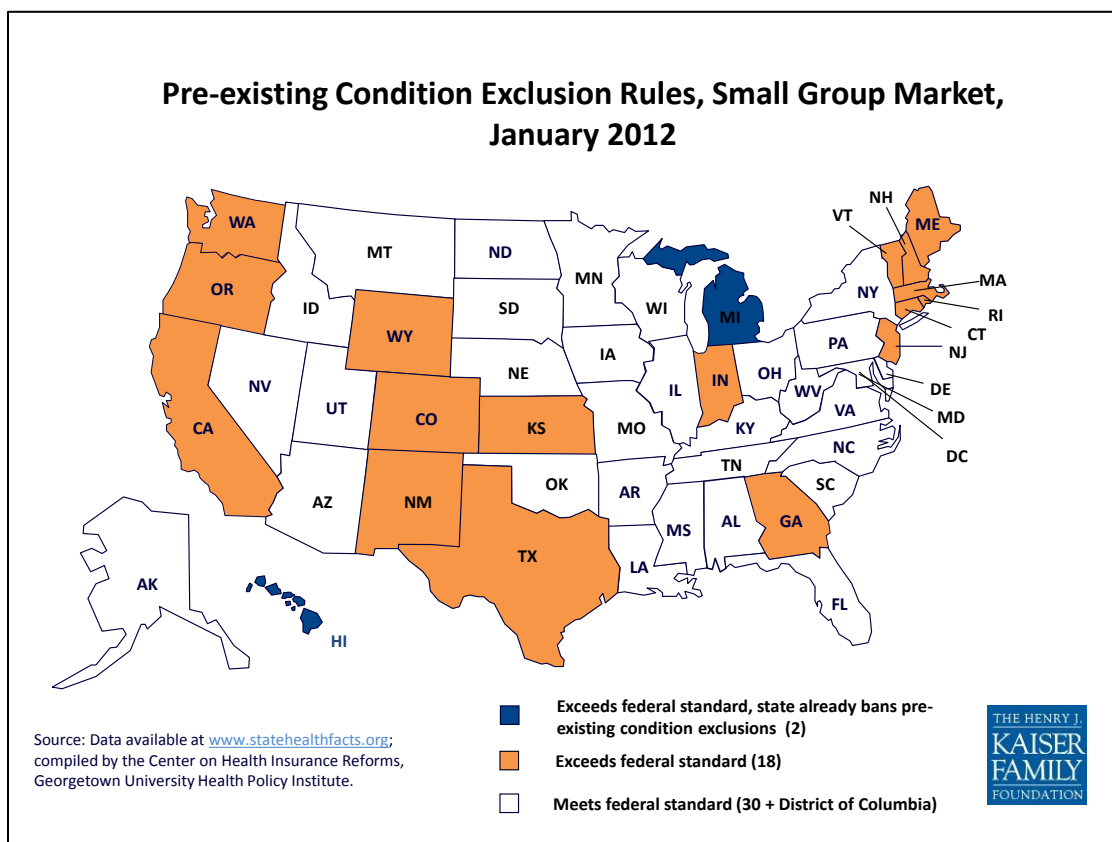 Pre-existing Condition Exclusion Rules, Small Group Market,
January 2012
WA
MT
ND
MN
VT
NH
ME
OR
ID
SD
WI
MI
NY
MA
RI
CT
WY
NE
IA
PA
NJ
NV
UT
CO
KS
MO
IL
IN
OH
WV
KY
VA
DE
MD
DC
CA
AZ
NM
OK
AR
TN
NC
SC
TX
LA
MS
AL
GA
FL
AK
HI
Exceeds federal standard, state already bans pre-
existing condition exclusions (2)
Exceeds federal standard (18)
Meets federal standard (30 + District of Columbia)
Source: Data available at www.statehealthfacts.org;
compiled by the Center on Health Insurance Reforms,
Georgetown University Health Policy Institute.
THE HENRY J.
KAISER
FAMILY
FOUNDATION